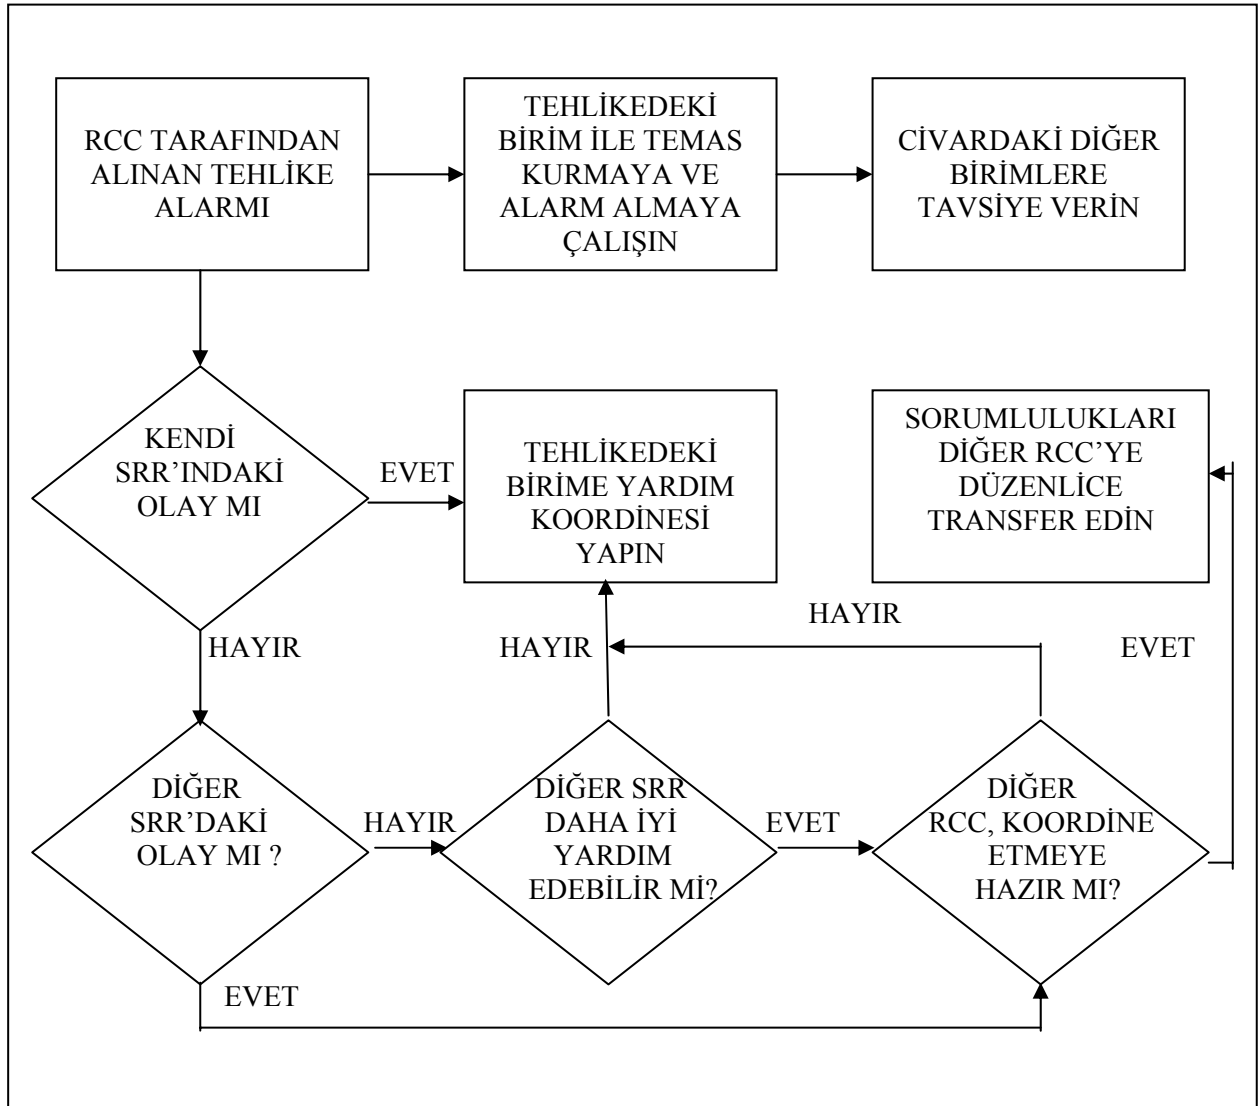 RCC TARAFINDAN
ALINAN TEHLİKE
ALARMI
TEHLİKEDEKİ
BİRİM İLE TEMAS
KURMAYA VE
ALARM ALMAYA
ÇALIŞIN
CİVARDAKİ DİĞER
BİRİMLERE
TAVSİYE VERİN
KENDİ
SRR’INDAKİ
OLAY MI
EVET
TEHLİKEDEKİ
BİRİME YARDIM
KOORDİNESİ
YAPIN
SORUMLULUKLARI
DİĞER RCC’YE
DÜZENLİCE
TRANSFER EDİN
HAYIR
HAYIR
HAYIR
EVET
DİĞER
SRR’DAKİ
OLAY MI ?
HAYIR
DİĞER SRR
DAHA İYİ
YARDIM
EDEBİLİR Mİ?
EVET
DİĞER
RCC, KOORDİNE
ETMEYE
HAZIR MI?
EVET